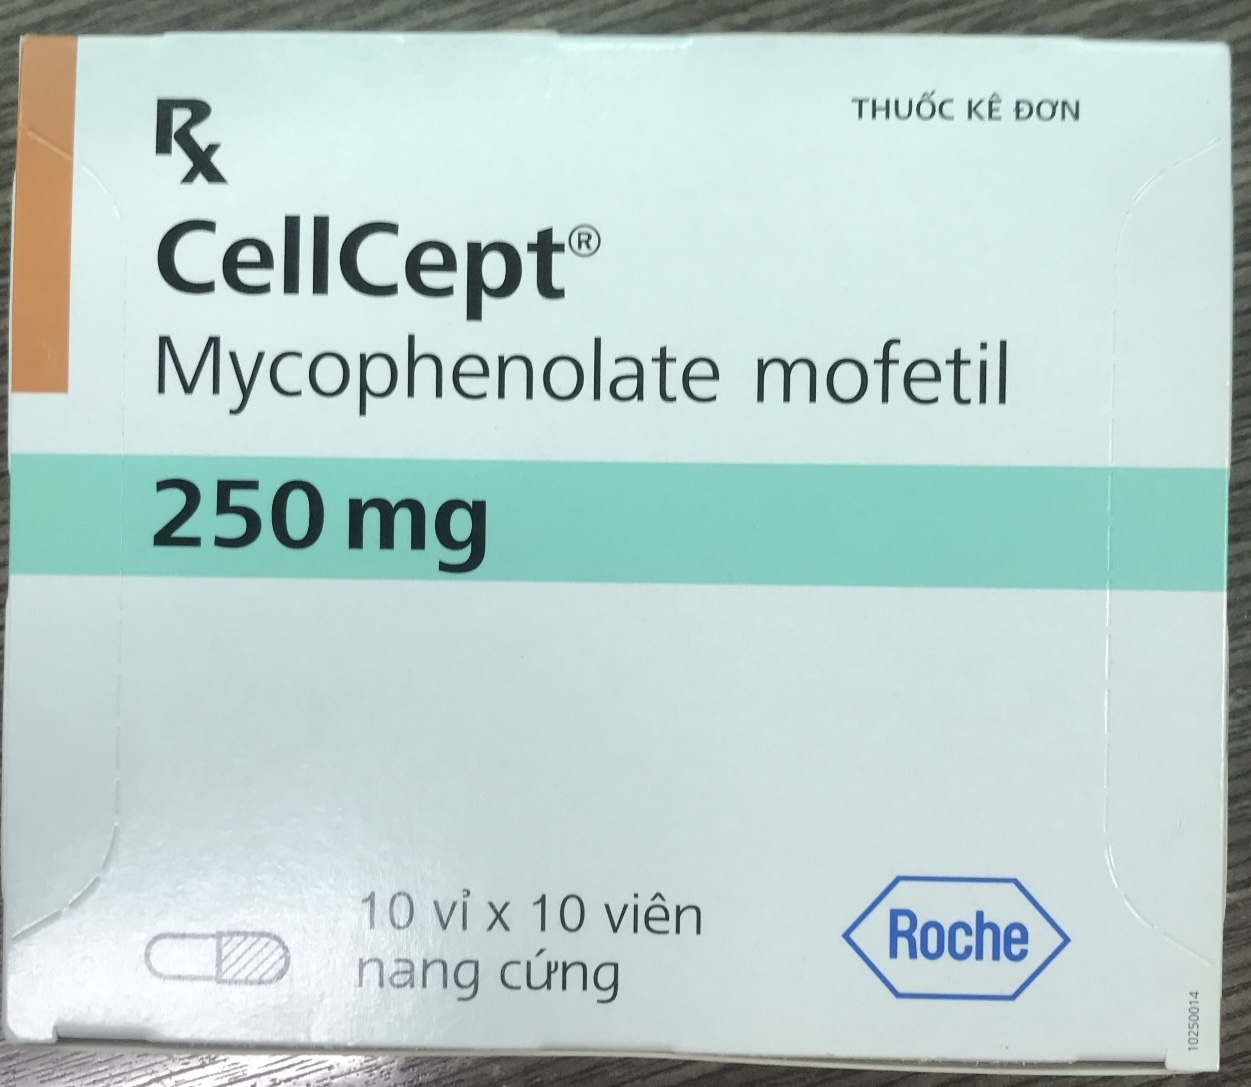 Rx
THUỐC KÊ ĐƠN
CellCept®
Mycophenolate mofetil
250 mg
10 vỉ x 10 viên
nang cứng
Roche
10250014